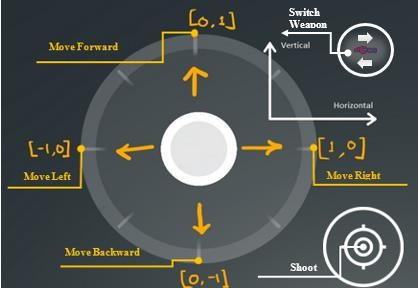 [0,1]
Switch
Weapon
Move Forward
Vertical
Horizontal
[-1,0]
[1,0]
Move Left
Move Right
Move Backward
[0,-1]
Shoot